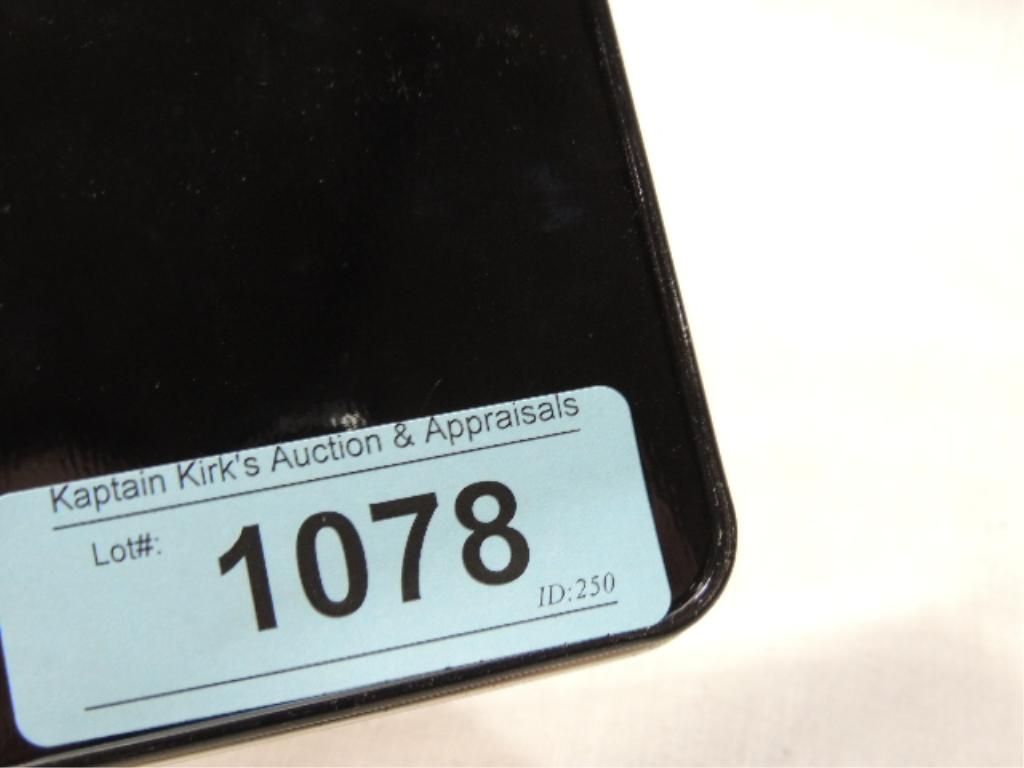 Kaptain Kirk's Auction & Appraisals
Lot#: 1078
ID:250